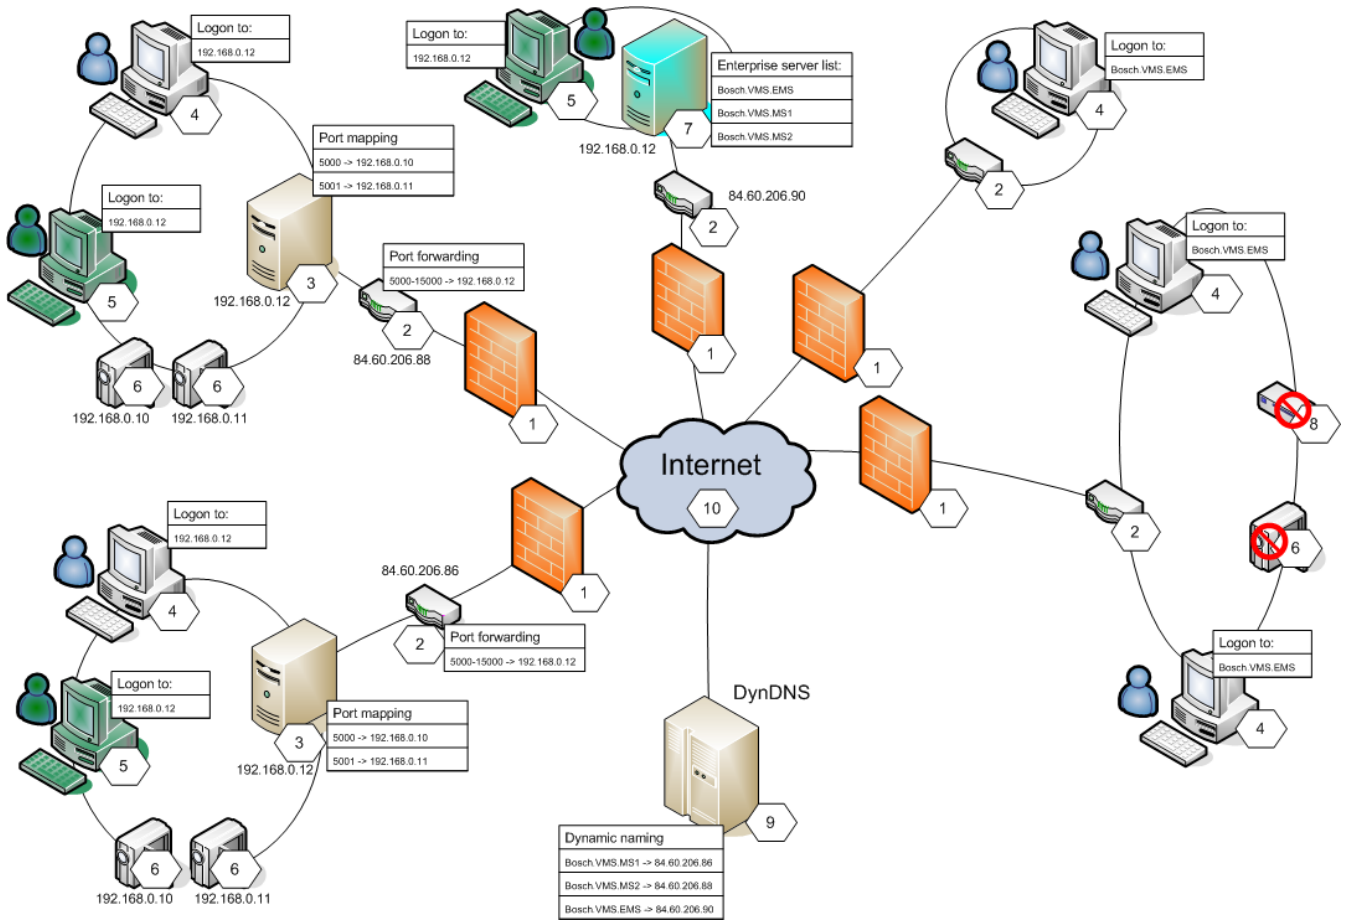 Logon to:
192.168.0.12
4
Port mapping
5000 -> 192.168.0.10
5001 -> 192.168.0.11
Logon to:
192.168.0.12
5
3
192.168.0.12
Port forwarding
5000-15000 -> 192.168.0.12
2
84.60.206.88
6
6
192.168.0.10
192.168.0.11
1
Logon to:
192.168.0.12
5
7
192.168.0.12
Enterprise server list:
Bosch.VMS.EMS
Bosch.VMS.MS1
Bosch.VMS.MS2
84.60.206.90
2
1
Logon to:
Bosch.VMS.EMS
4
2
1
Logon to:
Bosch.VMS.EMS
4
8
1
2
6
Logon to:
Bosch.VMS.EMS
4
Internet
10
Logon to:
192.168.0.12
4
84.60.206.86
1
2
Port forwarding
5000-15000 -> 192.168.0.12
Logon to:
192.168.0.12
5
3
192.168.0.12
Port mapping
5000 -> 192.168.0.10
5001 -> 192.168.0.11
6
6
192.168.0.10
192.168.0.11
DynDNS
9
Dynamic naming
Bosch.VMS.MS1 -> 84.60.206.86
Bosch.VMS.MS2 -> 84.60.206.88
Bosch.VMS.EMS -> 84.60.206.90